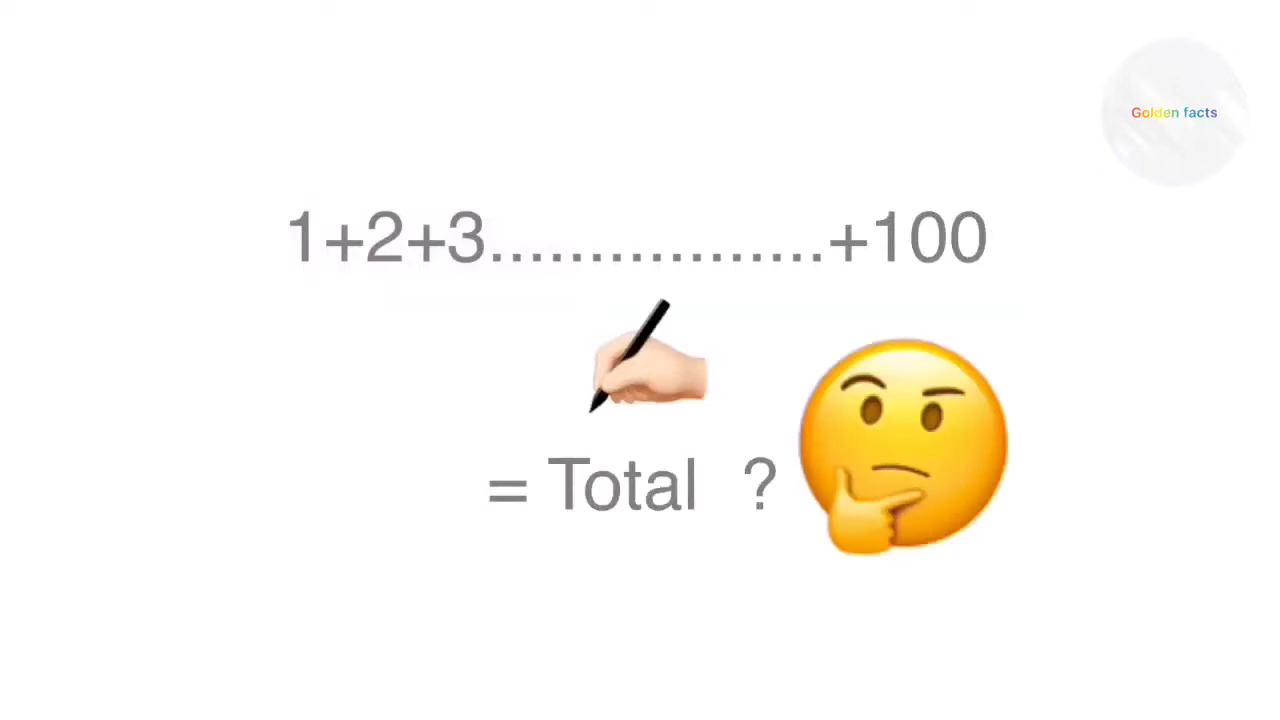 Golden facts
1+2+3.................+100
= Total ?